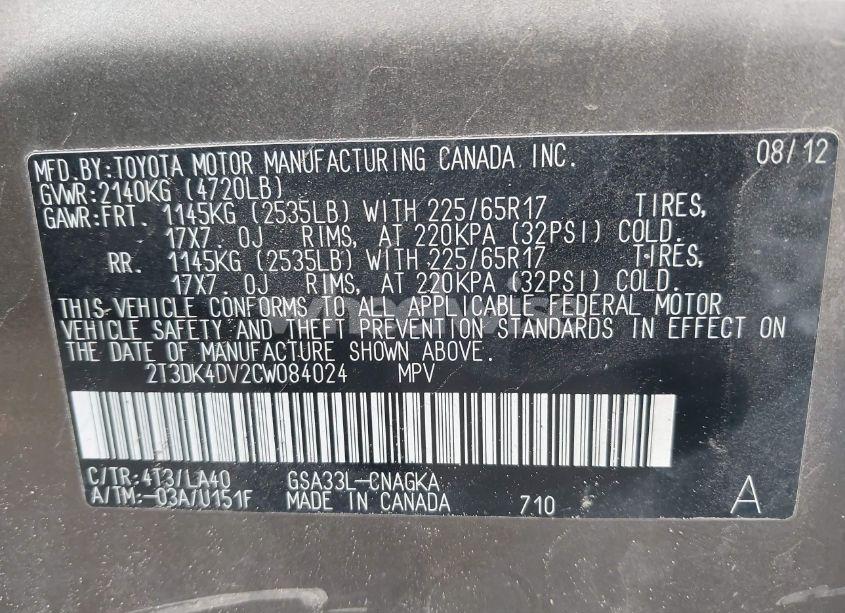 MFD.BY:TOYOTA MOTOR MANUFACTURING CANADA INC. 08/12
GVWR:2140KG (4720LB)
GAWR:FRT. 1145KG (2535LB) WITH 225/65R17 TIRES,
17X7. 0J RIMS, AT 220KPA (32PSI) COLD.
RR. 1145KG (2535LB) WITH 225/65R17 TIRES,
17X7. 0J RIMS, AT 220KPA (32PSI) COLD.
THIS VEHICLE CONFORMS TO ALL APPLICABLE FEDERAL MOTOR
VEHICLE SAFETY AND THEFT PREVENTION STANDARDS IN EFFECT ON
THE DATE OF MANUFACTURE SHOWN ABOVE.
2T3DK4DV2CW084024 MPV
C/TR:4T3/LA40 GSA33L-CNAGKA
A/TM:-03A/U151F MADE IN CANADA 710 A